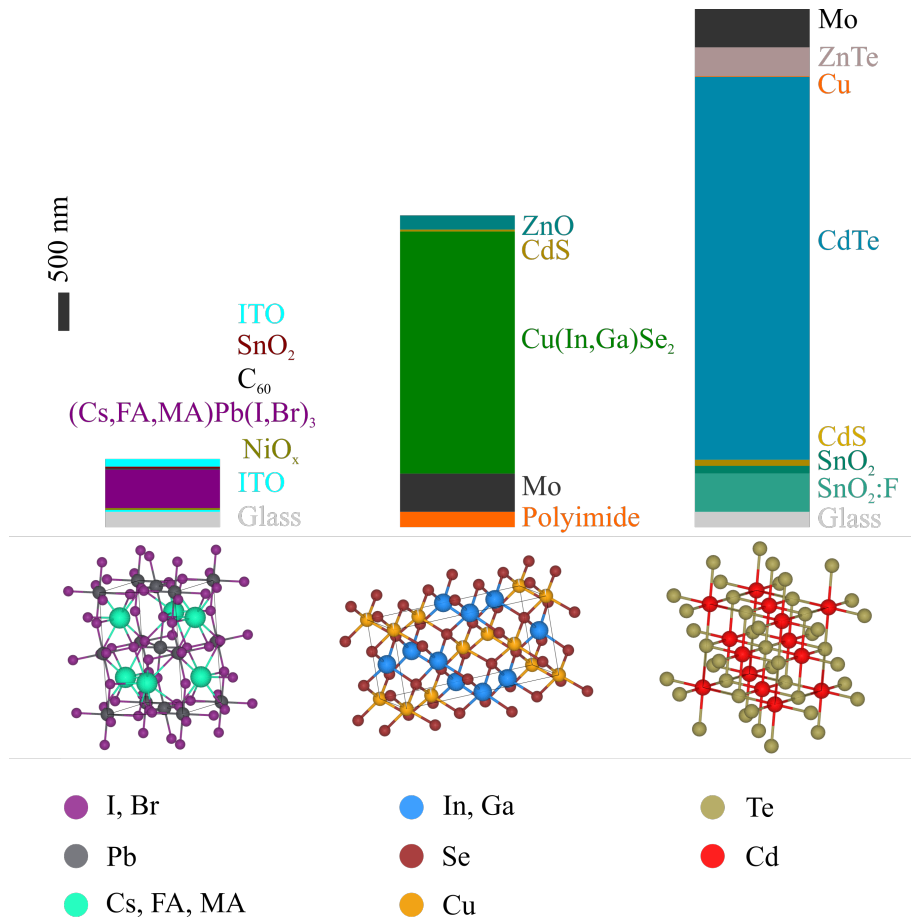 500 nm
ITO
SnO₂
C₆₀
(Cs,FA,MA)Pb(I,Br)₃
NiOₓ
ITO
Glass
ZnO
CdS
Cu(In,Ga)Se₂
Mo
Polyimide
Mo
ZnTe
Cu
CdTe
CdS
SnO₂
SnO₂:F
Glass
I, Br
Pb
Cs, FA, MA
In, Ga
Se
Cu
Te
Cd